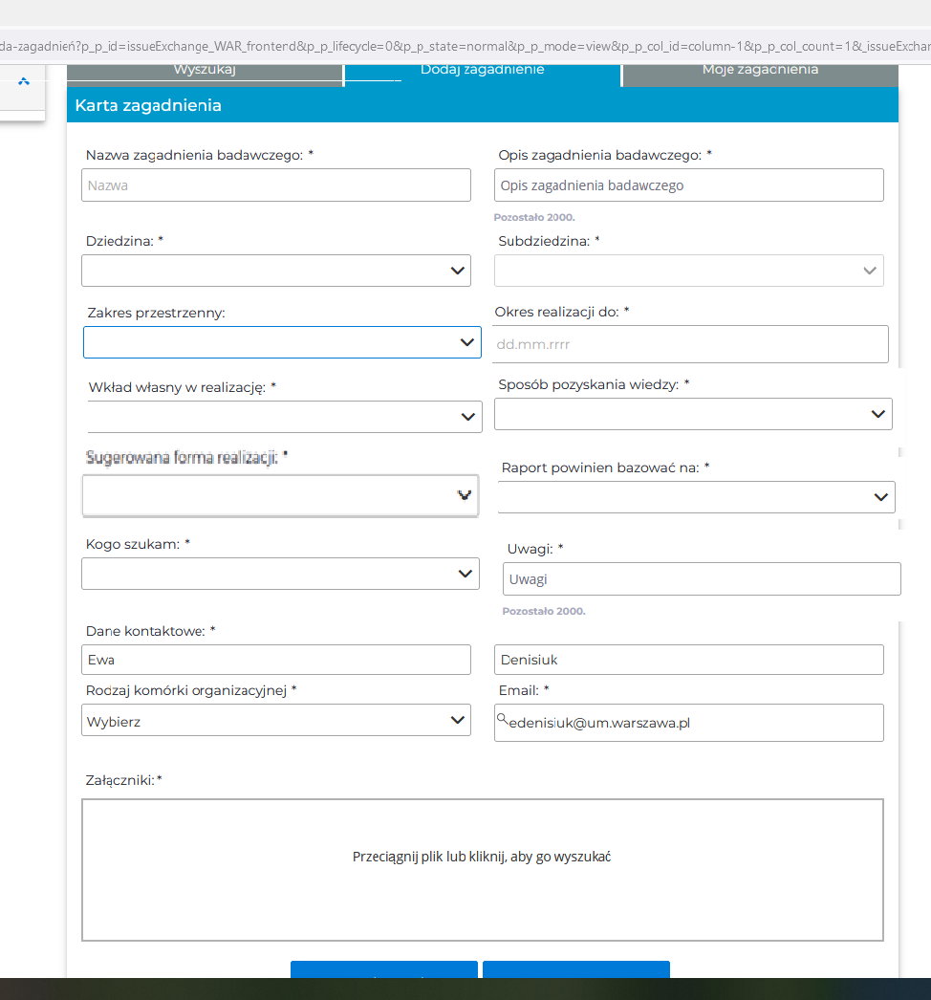 da-zagadnień?p_p_id=issueExchange_WAR_frontend&p_p_lifecycle=0&p_p_state=normal&p_p_mode=view&p_p_col_id=column-1&p_p_col_count=1&_issueExchan
Wyszukaj Dodaj zagadnienie Moje zagadnienia
Karta zagadnienia
Nazwa zagadnienia badawczego: * Opis zagadnienia badawczego: *
Nazwa Opis zagadnienia badawczego
Pozostało 2000.
Dziedzina: * Subdziedzina: *
Zakres przestrzenny: Okres realizacji do: *
dd.mm.rrrr
Wkład własny w realizację: * Sposób pozyskania wiedzy: *
Sugerowana forma realizacji: * Raport powinien bazować na: *
Kogo szukam: * Uwagi: *
Uwagi
Pozostało 2000.
Dane kontaktowe: *
Ewa Denisiuk
Rodzaj komórki organizacyjnej * Email: *
Wybierz edenisiuk@um.warszawa.pl
Załączniki: *
Przeciągnij plik lub kliknij, aby go wyszukać